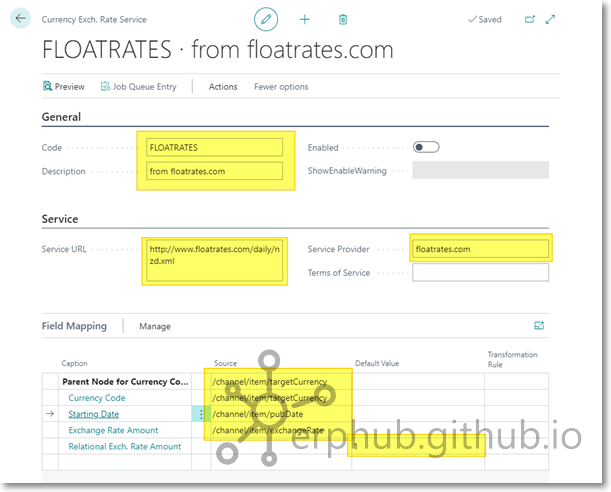 Currency Exch. Rate Service
Saved
FLOATRATES · from floatrates.com
Preview Job Queue Entry Actions Fewer options
General
Code FLOATRATES Enabled
Description from floatrates.com ShowEnableWarning
Service
Service URL http://www.floatrates.com/daily/n
zd.xml
Service Provider floatrates.com
Terms of Service
Field Mapping Manage
Caption Source Default Value Transformation
Rule
Parent Node for Currency Co... /channel/item/targetCurrency
Currency Code /channel/item/targetCurrency
Starting Date /channel/item/pubDate
Exchange Rate Amount /channel/item/exchangeRate
Relational Exch. Rate Amount
erphub.github.io